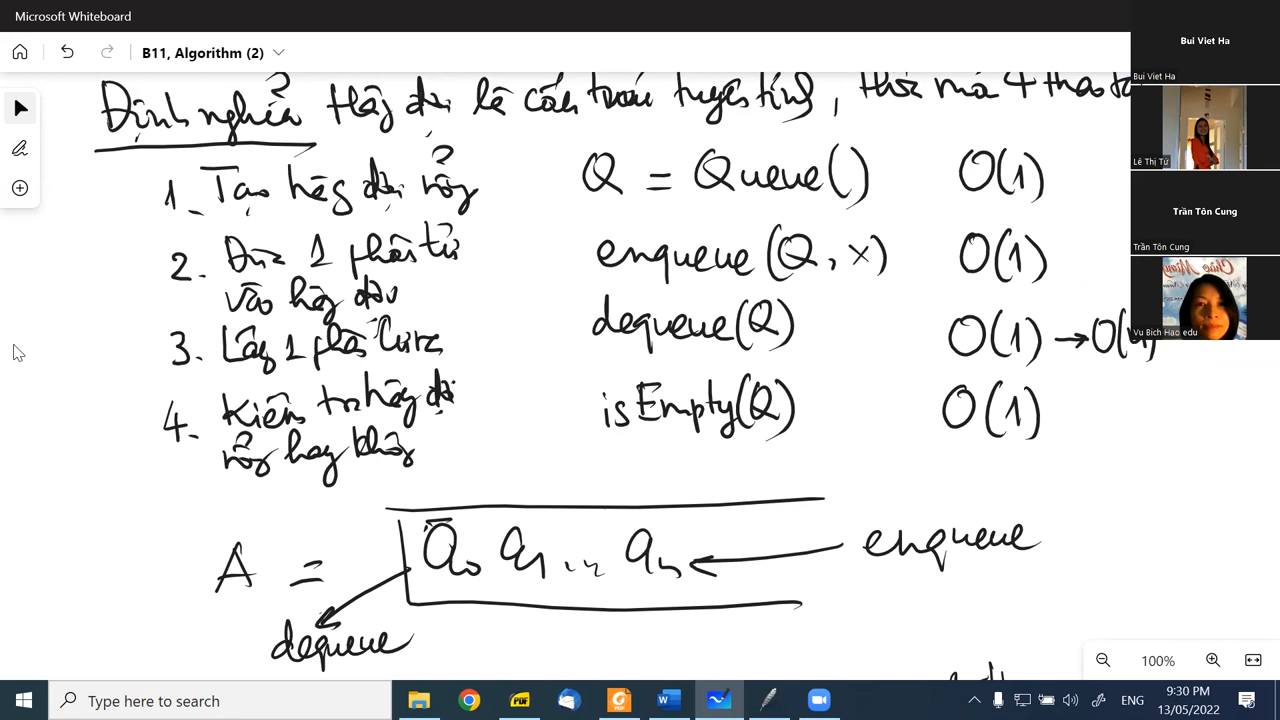 Microsoft Whiteboard
B11, Algorithm (2)
Bui Viet Ha
Bui Viet Ha
Lê Thị Tứ
Trần Tôn Cung
Trần Tôn Cung
Vu Bich Hao edu
Định nghĩa hàng đợi là cấu trúc tuyến tính, thỏa mãn 4 thao tá
1. Tạo hàng đợi rỗng Q = Queue() O(1)
2. Đưa 1 phần tử enqueue(Q, x) O(1)
vào hàng đợi
3. Lấy 1 phần tử ra dequeue(Q) O(1) → O(n)
4. Kiểm tra hàng đợi isEmpty(Q) O(1)
rỗng hay không
A = a0 a1 ... an enqueue
dequeue
100%
Type here to search
ENG
9:30 PM
13/05/2022